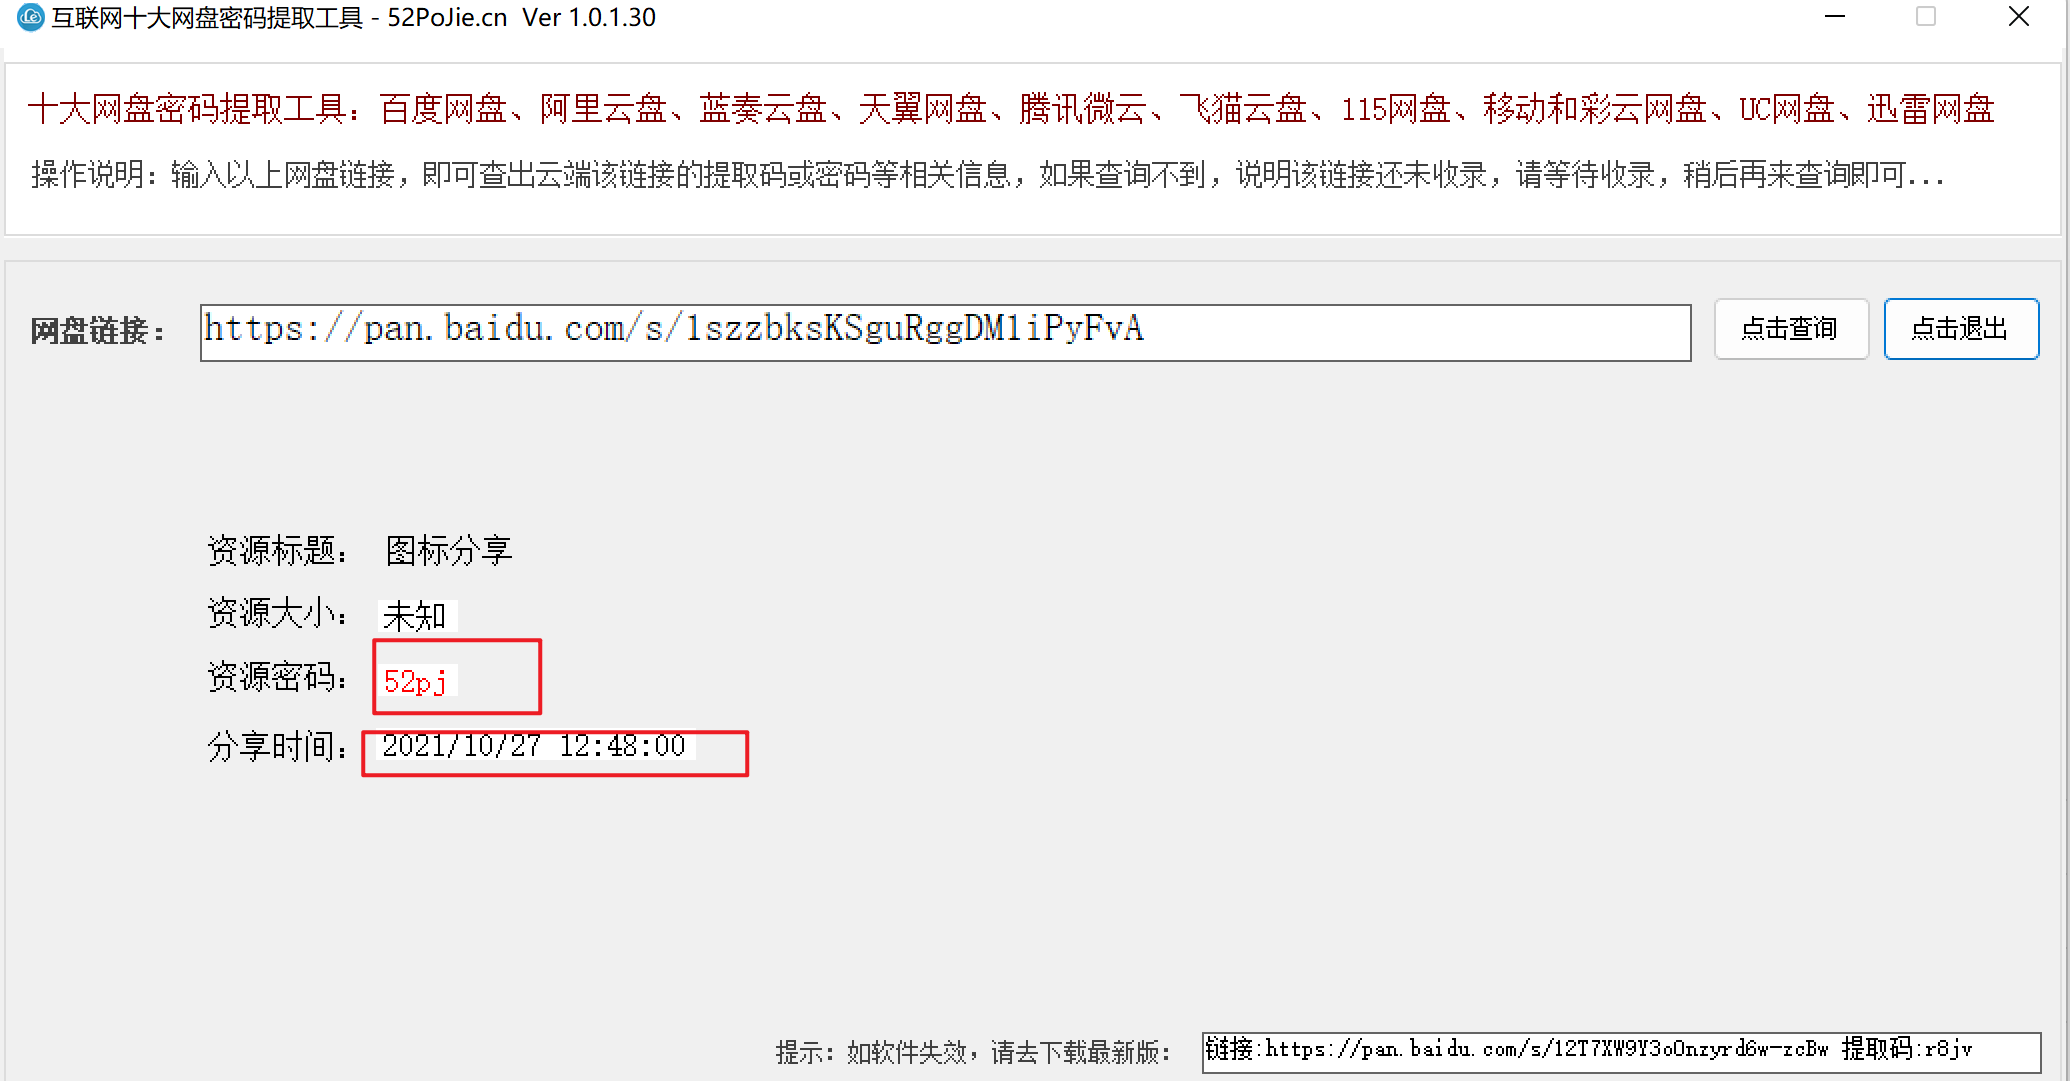 互联网十大网盘密码提取工具 - 52PoJie.cn  Ver 1.0.1.30
十大网盘密码提取工具：百度网盘、阿里云盘、蓝奏云盘、天翼网盘、腾讯微云、飞猫云盘、115网盘、移动和彩云网盘、UC网盘、迅雷网盘
操作说明：输入以上网盘链接，即可查出云端该链接的提取码或密码等相关信息，如果查询不到，说明该链接还未收录，请等待收录，稍后再来查询即可...
网盘链接： https://pan.baidu.com/s/1szzbksKSguRggDM1iPyFvA 点击查询 点击退出
资源标题： 图标分享
资源大小： 未知
资源密码： 52pj
分享时间： 2021/10/27 12:48:00
提示：如软件失效，请去下载最新版： 链接:https://pan.baidu.com/s/12T7XW9Y3oOnzyrd6w-zcBw 提取码:r8jv